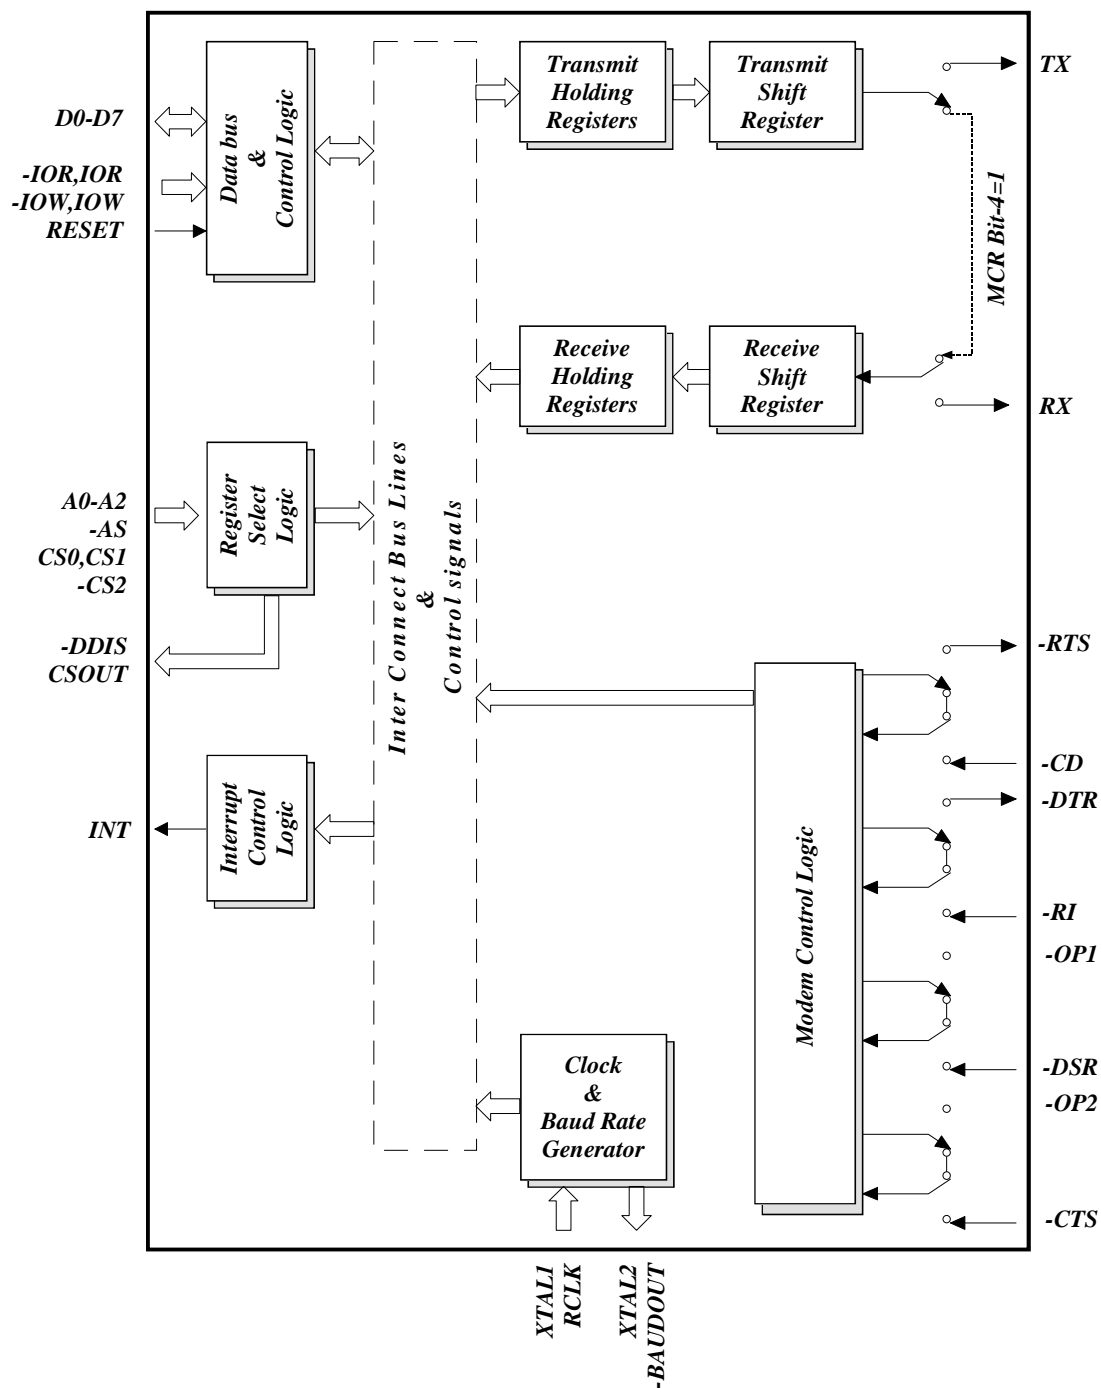 D0-D7
-IOR,IOR
-IOW,IOW
RESET
Data bus
&
Control Logic
A0-A2
-AS
CS0,CS1
-CS2
-DDIS
CSOUT
Register
Select
Logic
INT
Interrupt
Control
Logic
Inter Connect Bus Lines
&
Control signals
Transmit
Holding
Registers
Transmit
Shift
Register
Receive
Holding
Registers
Receive
Shift
Register
TX
MCR Bit-4=1
RX
Modem Control Logic
-RTS
-CD
-DTR
-RI
-OP1
-DSR
-OP2
-CTS
Clock
&
Baud Rate
Generator
XTAL1
RCLK
XTAL2
-BAUDOUT